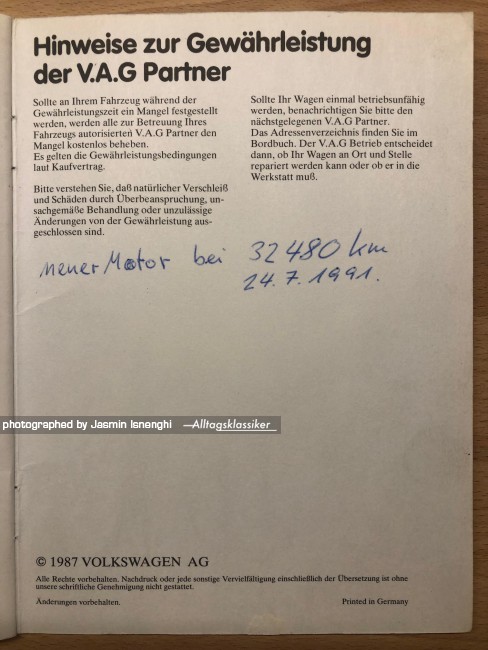 Hinweise zur Gewährleistung
der V.A.G Partner
Sollte an Ihrem Fahrzeug während der
Gewährleistungszeit ein Mangel festgestellt
werden, werden alle zur Betreuung Ihres
Fahrzeugs autorisierten V.A.G Partner den
Mangel kostenlos beheben.
Es gelten die Gewährleistungsbedingungen
laut Kaufvertrag.
Bitte verstehen Sie, daß natürlicher Verschleiß
und Schäden durch Überbeanspruchung, un-
sachgemäße Behandlung oder unzulässige
Änderungen von der Gewährleistung aus-
geschlossen sind.
Sollte Ihr Wagen einmal betriebsunfähig
werden, benachrichtigen Sie bitte den
nächstgelegenen V.A.G Partner.
Das Adressenverzeichnis finden Sie im
Bordbuch. Der V.A.G Betrieb entscheidet
dann, ob Ihr Wagen an Ort und Stelle
repariert werden kann oder ob er in die
Werkstatt muß.
neuer Motor bei 32480 km
24.7.1991.
photographed by Jasmin Isnenghi —Alltagsklassiker
© 1987 VOLKSWAGEN AG
Alle Rechte vorbehalten. Nachdruck oder jede sonstige Vervielfältigung einschließlich der Übersetzung ist ohne
unsere schriftliche Genehmigung nicht gestattet.
Änderungen vorbehalten. Printed in Germany